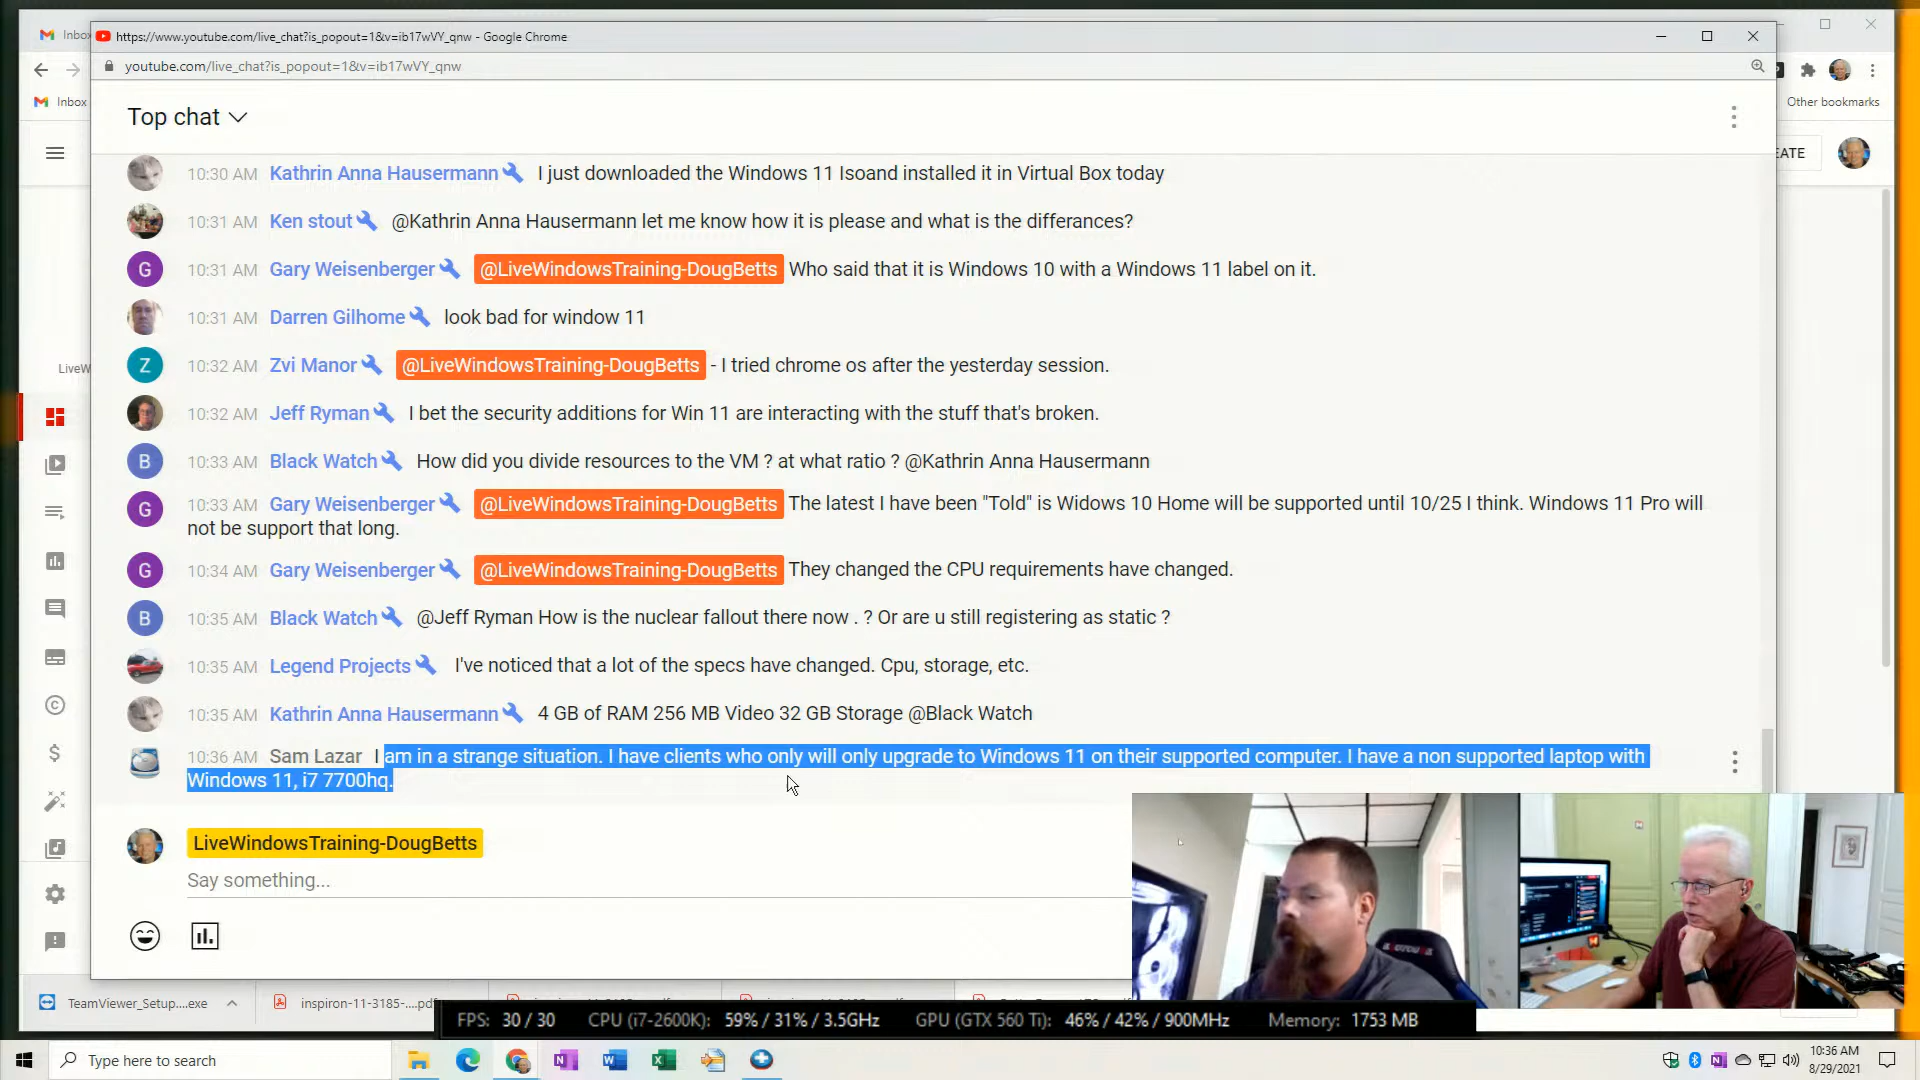 Inbo
https://www.youtube.com/live_chat?is_popout=1&v=ib17wVY_qnw - Google Chrome
youtube.com/live_chat?is_popout=1&v=ib17wVY_qnw
Inbox
Other bookmarks
Top chat
EATE
10:30 AM Kathrin Anna Hausermann I just downloaded the Windows 11 Isoand installed it in Virtual Box today
10:31 AM Ken stout @Kathrin Anna Hausermann let me know how it is please and what is the differances?
G 10:31 AM Gary Weisenberger @LiveWindowsTraining-DougBetts Who said that it is Windows 10 with a Windows 11 label on it.
10:31 AM Darren Gilhome look bad for window 11
LiveW
Z 10:32 AM Zvi Manor @LiveWindowsTraining-DougBetts - I tried chrome os after the yesterday session.
10:32 AM Jeff Ryman I bet the security additions for Win 11 are interacting with the stuff that's broken.
B 10:33 AM Black Watch How did you divide resources to the VM ? at what ratio ? @Kathrin Anna Hausermann
G 10:33 AM Gary Weisenberger @LiveWindowsTraining-DougBetts The latest I have been "Told" is Widows 10 Home will be supported until 10/25 I think. Windows 11 Pro will
not be support that long.
G 10:34 AM Gary Weisenberger @LiveWindowsTraining-DougBetts They changed the CPU requirements have changed.
B 10:35 AM Black Watch @Jeff Ryman How is the nuclear fallout there now . ? Or are u still registering as static ?
10:35 AM Legend Projects I've noticed that a lot of the specs have changed. Cpu, storage, etc.
10:35 AM Kathrin Anna Hausermann 4 GB of RAM 256 MB Video 32 GB Storage @Black Watch
10:36 AM Sam Lazar I am in a strange situation. I have clients who only will only upgrade to Windows 11 on their supported computer. I have a non supported laptop with
Windows 11, i7 7700hq.
LiveWindowsTraining-DougBetts
Say something...
TeamViewer_Setup....exe
inspiron-11-3185-....pdf
FPS: 30 / 30 CPU (i7-2600K): 59% / 31% / 3.5GHz GPU (GTX 560 Ti): 46% / 42% / 900MHz Memory: 1753 MB
Type here to search
10:36 AM
8/29/2021